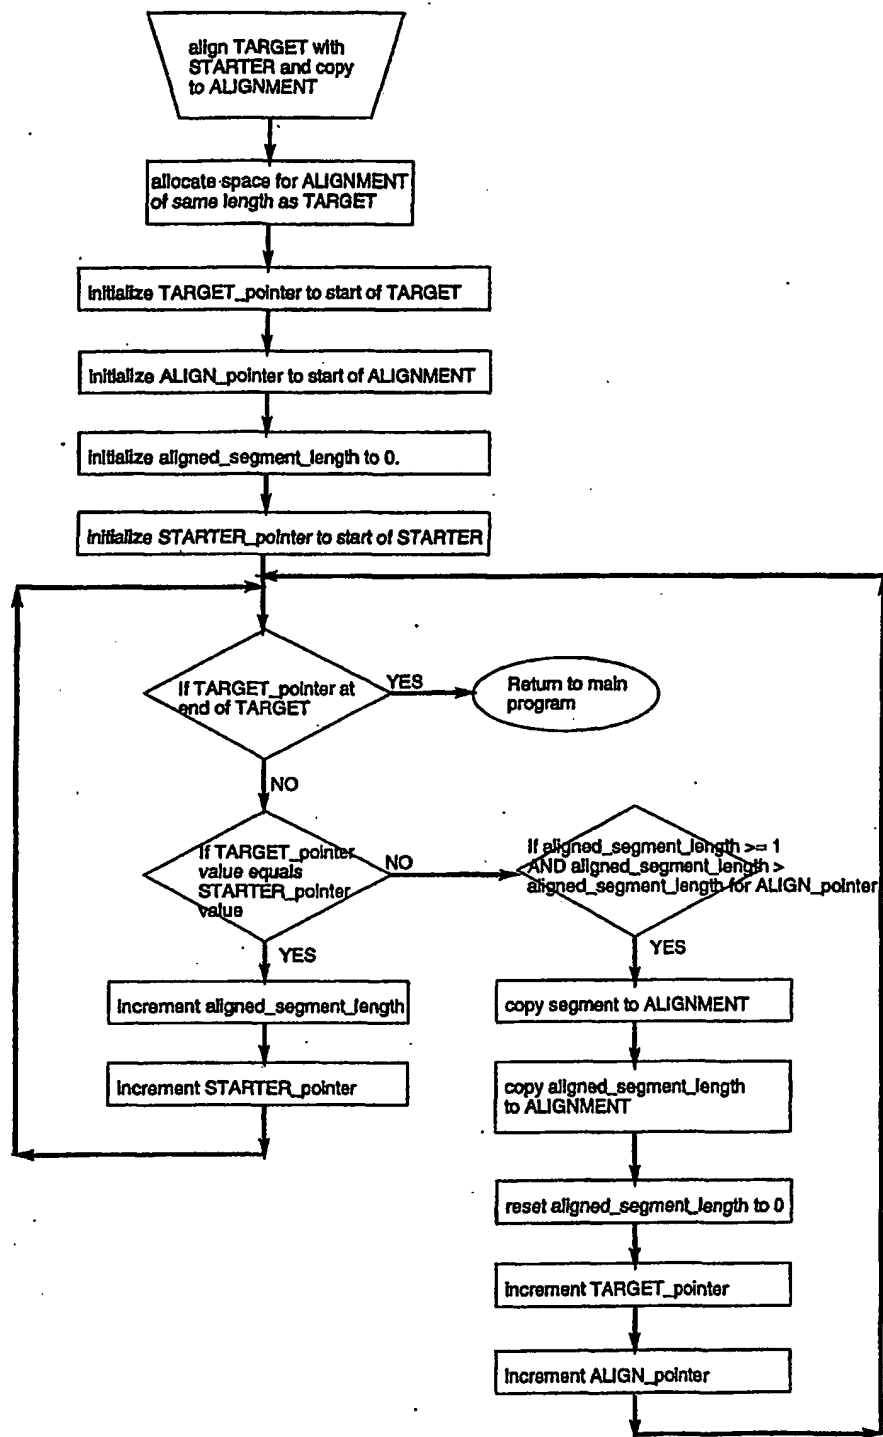 align TARGET with
STARTER and copy
to ALIGNMENT
allocate space for ALIGNMENT
of same length as TARGET
initialize TARGET_pointer to start of TARGET
initialize ALIGN_pointer to start of ALIGNMENT
initialize aligned_segment_length to 0.
initialize STARTER_pointer to start of STARTER
If TARGET_pointer at
end of TARGET
YES
Return to main
program
NO
If TARGET_pointer
value equals
STARTER_pointer
value
NO
If aligned_segment_length >= 1
AND aligned_segment_length >
aligned_segment_length for ALIGN_pointer
YES
YES
increment aligned_segment_length
copy segment to ALIGNMENT
increment STARTER_pointer
copy aligned_segment_length
to ALIGNMENT
reset aligned_segment_length to 0
increment TARGET_pointer
increment ALIGN_pointer